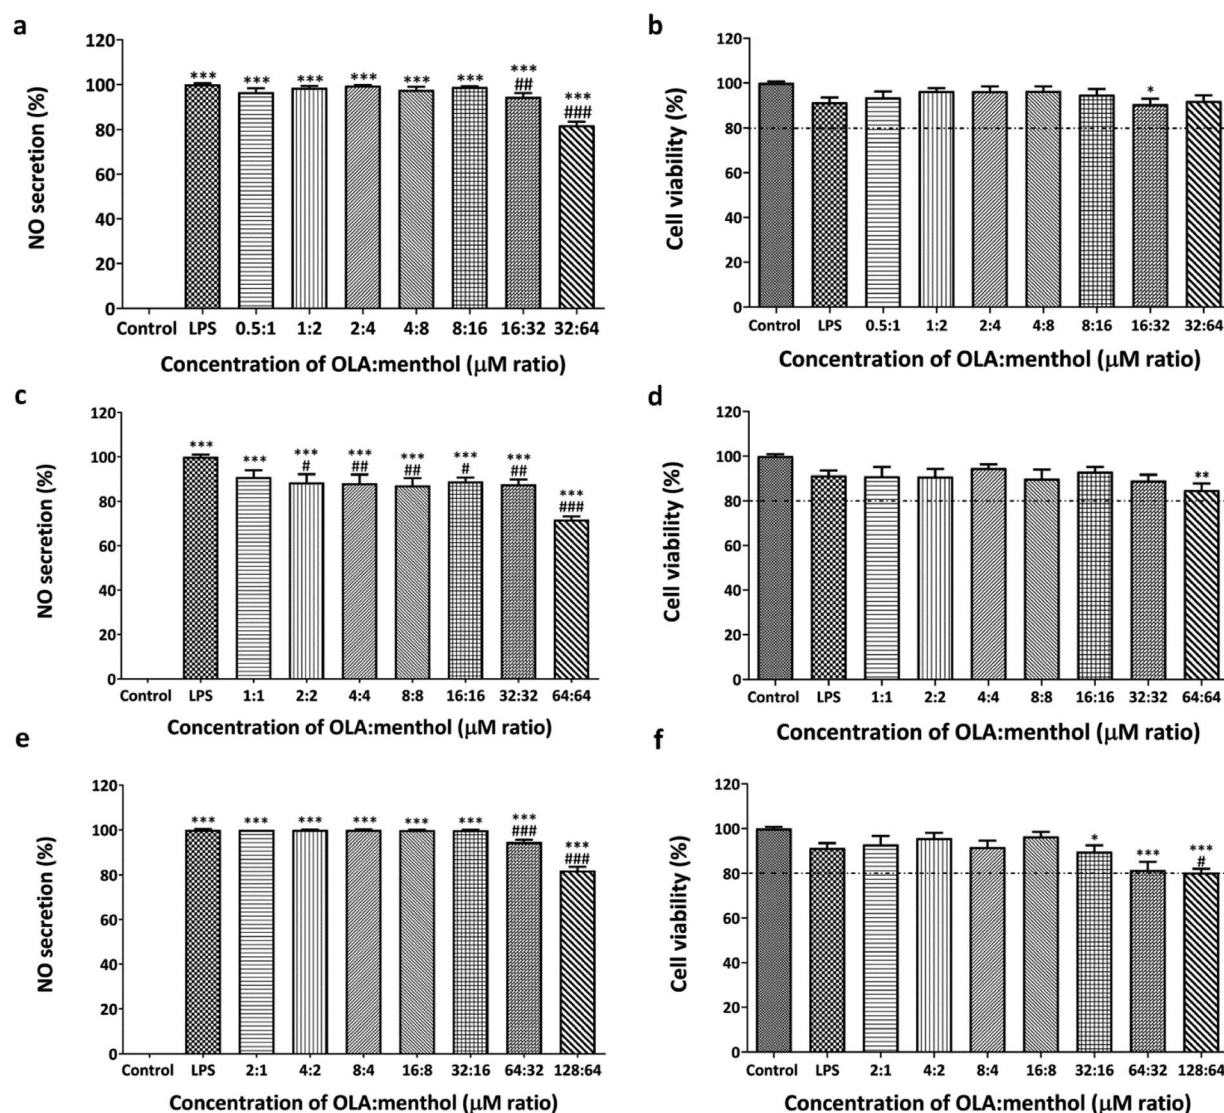 a
120
100
80
60
40
20
0
NO secretion (%)
*** *** *** *** *** *** *** ***
## ###
Control LPS 0.5:1 1:2 2:4 4:8 8:16 16:32 32:64
Concentration of OLA:menthol (μM ratio)
b
120
100
80
60
40
20
0
Cell viability (%)
*
Control LPS 0.5:1 1:2 2:4 4:8 8:16 16:32 32:64
Concentration of OLA:menthol (μM ratio)
c
120
100
80
60
40
20
0
NO secretion (%)
*** *** *** *** *** *** *** ***
# ## ## # ## ###
Control LPS 1:1 2:2 4:4 8:8 16:16 32:32 64:64
Concentration of OLA:menthol (μM ratio)
d
120
100
80
60
40
20
0
Cell viability (%)
**
Control LPS 1:1 2:2 4:4 8:8 16:16 32:32 64:64
Concentration of OLA:menthol (μM ratio)
e
120
100
80
60
40
20
0
NO secretion (%)
*** *** *** *** *** *** *** ***
### ###
Control LPS 2:1 4:2 8:4 16:8 32:16 64:32 128:64
Concentration of OLA:menthol (μM ratio)
f
120
100
80
60
40
20
0
Cell viability (%)
* *** ***
#
Control LPS 2:1 4:2 8:4 16:8 32:16 64:32 128:64
Concentration of OLA:menthol (μM ratio)